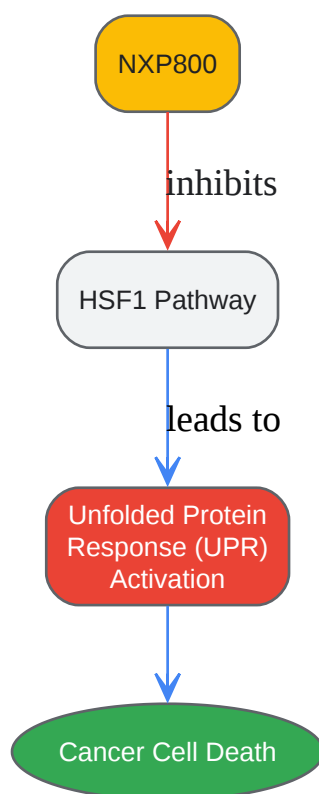 NXP800
inhibits
HSF1 Pathway
leads to
Unfolded Protein
Response (UPR)
Activation
Cancer Cell Death